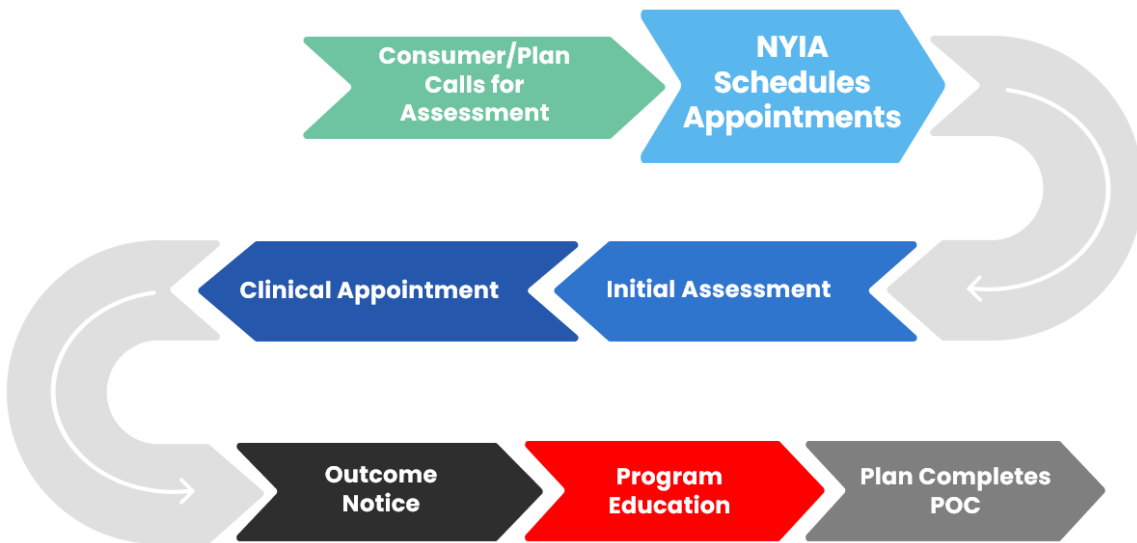 Consumer/Plan
Calls for
Assessment
NYIA
Schedules
Appointments
Initial Assessment
Clinical Appointment
Outcome
Notice
Program
Education
Plan Completes
POC